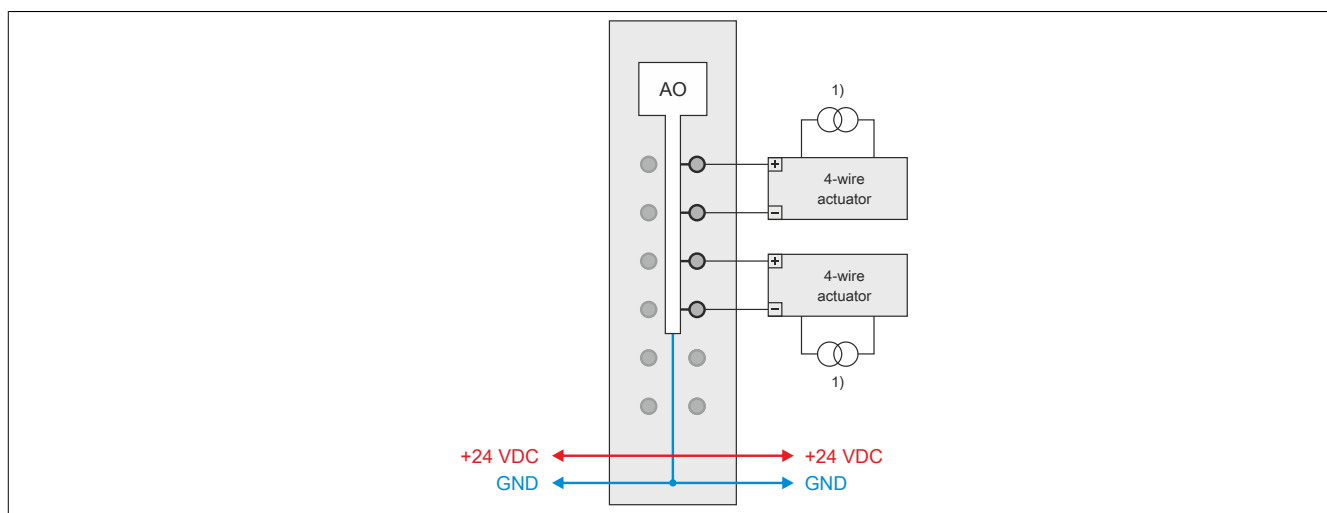 AO
1)
+
4-wire
actuator
−
+
4-wire
actuator
−
1)
+24 VDC
+24 VDC
GND
GND